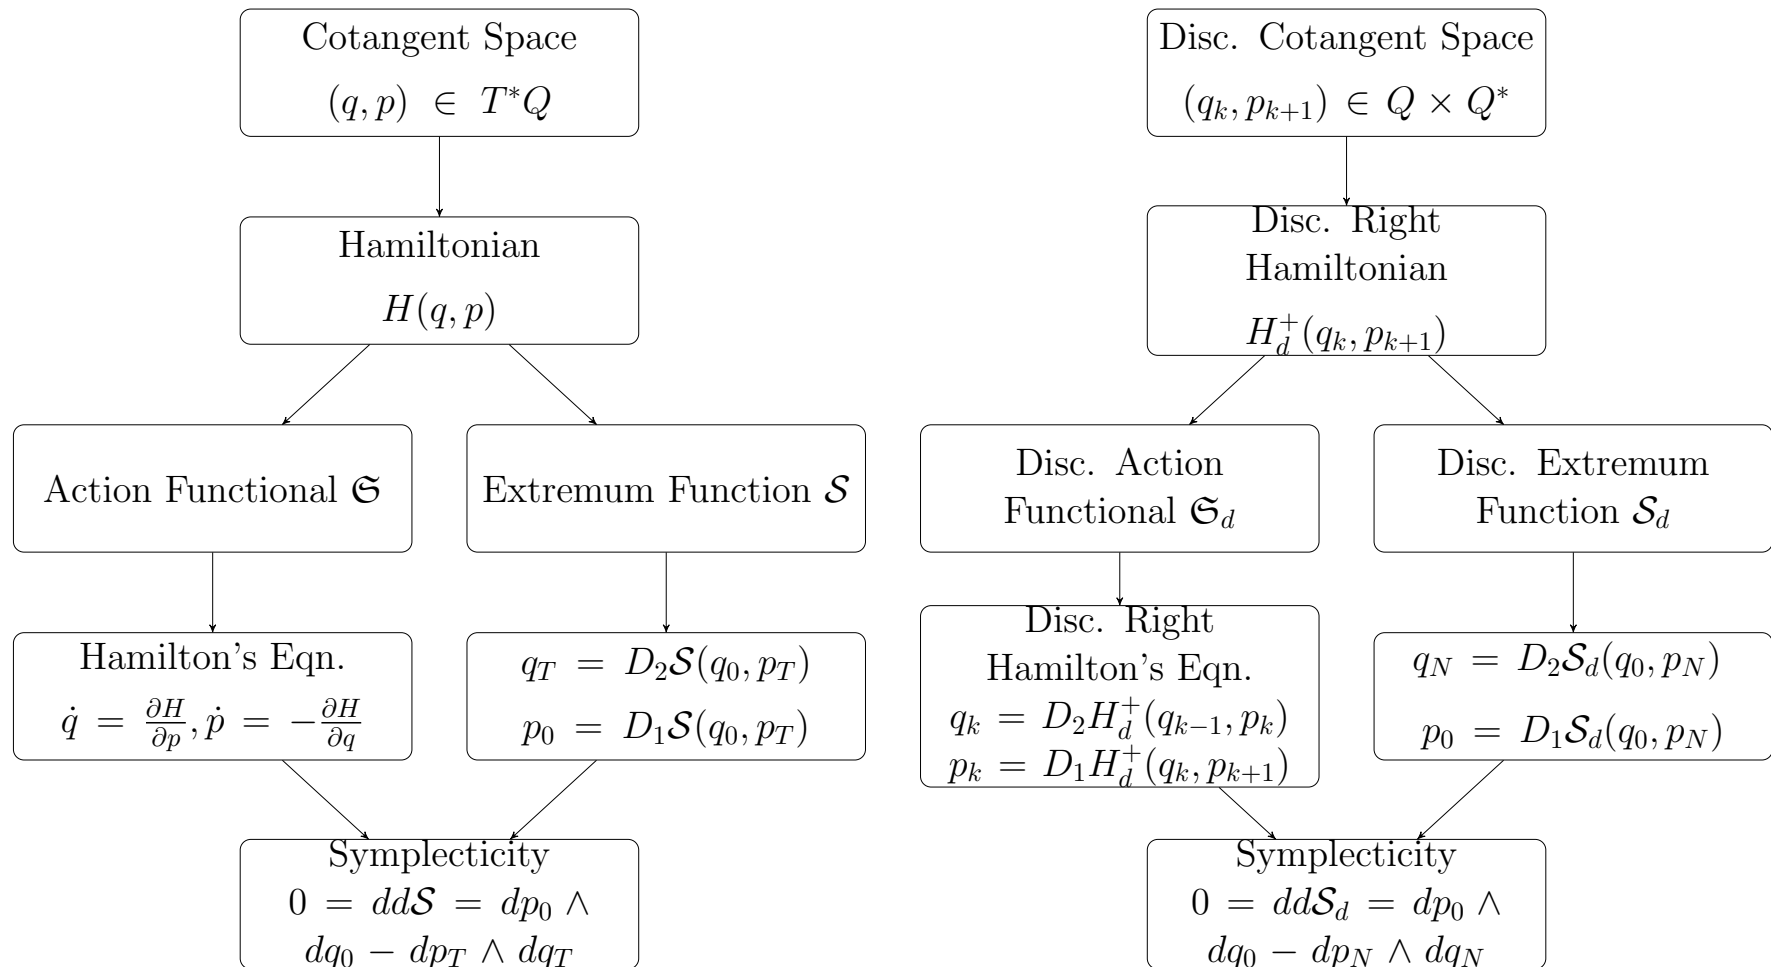 Cotangent Space
(q, p) ∈ T*Q
Hamiltonian
H(q, p)
Action Functional 𝔖
Extremum Function 𝒮
Hamilton's Eqn.
q̇ = ∂H/∂p, ṗ = −∂H/∂q
q_T = D_2𝒮(q_0, p_T)
p_0 = D_1𝒮(q_0, p_T)
Symplecticity
0 = dd𝒮 = dp_0 ∧
dq_0 − dp_T ∧ dq_T
Disc. Cotangent Space
(q_k, p_{k+1}) ∈ Q × Q*
Disc. Right
Hamiltonian
H_d^+(q_k, p_{k+1})
Disc. Action
Functional 𝔖_d
Disc. Extremum
Function 𝒮_d
Disc. Right
Hamilton's Eqn.
q_k = D_2H_d^+(q_{k−1}, p_k)
p_k = D_1H_d^+(q_k, p_{k+1})
q_N = D_2𝒮_d(q_0, p_N)
p_0 = D_1𝒮_d(q_0, p_N)
Symplecticity
0 = dd𝒮_d = dp_0 ∧
dq_0 − dp_N ∧ dq_N